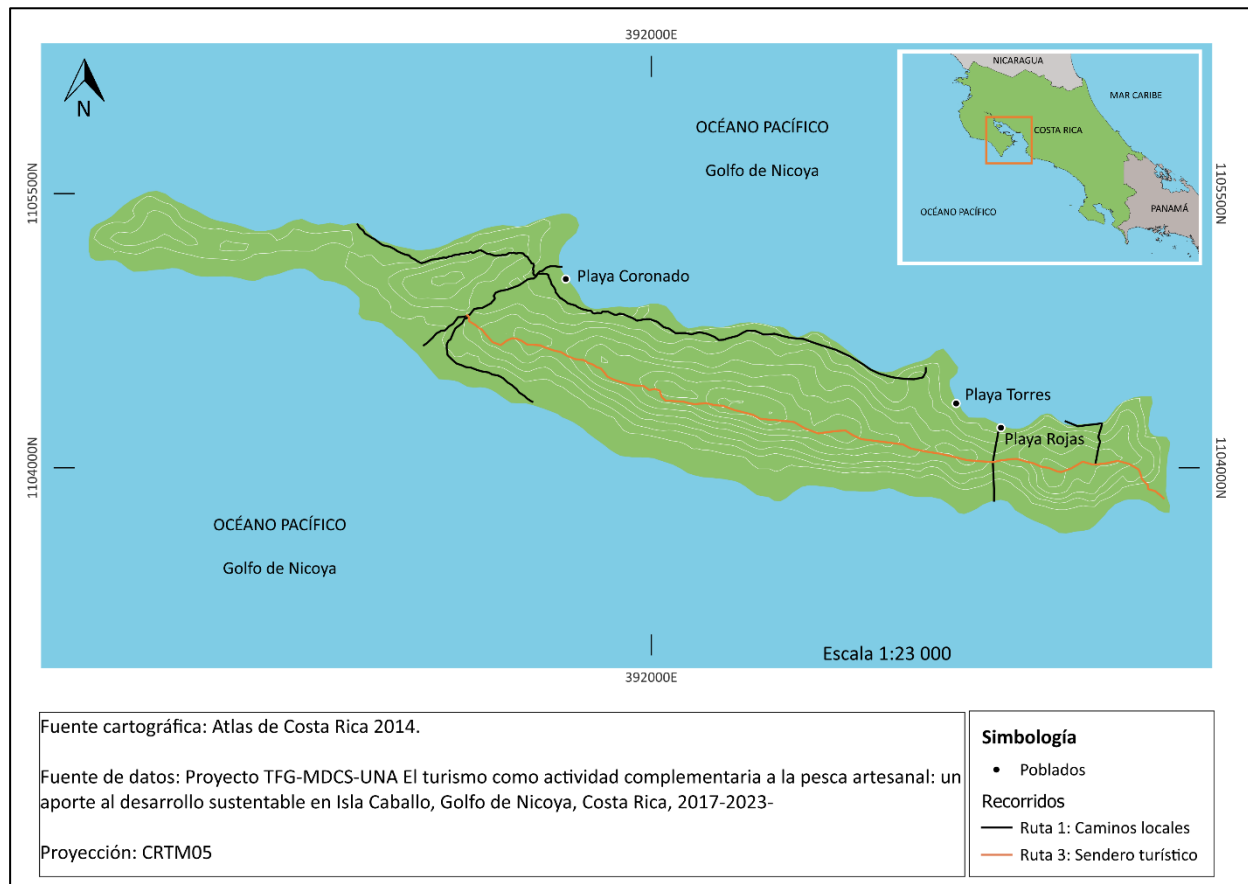 392000E
N
OCÉANO PACÍFICO
Golfo de Nicoya
NICARAGUA
MAR CARIBE
COSTA RICA
OCÉANO PACÍFICO
PANAMÁ
1105500N
1105500N
Playa Coronado
Playa Torres
Playa Rojas
1104000N
1104000N
OCÉANO PACÍFICO
Golfo de Nicoya
Escala 1:23 000
392000E
Fuente cartográfica: Atlas de Costa Rica 2014.
Fuente de datos: Proyecto TFG-MDCS-UNA El turismo como actividad complementaria a la pesca artesanal: un
aporte al desarrollo sustentable en Isla Caballo, Golfo de Nicoya, Costa Rica, 2017-2023-
Proyección: CRTM05
Simbología
Poblados
Recorridos
Ruta 1: Caminos locales
Ruta 3: Sendero turístico